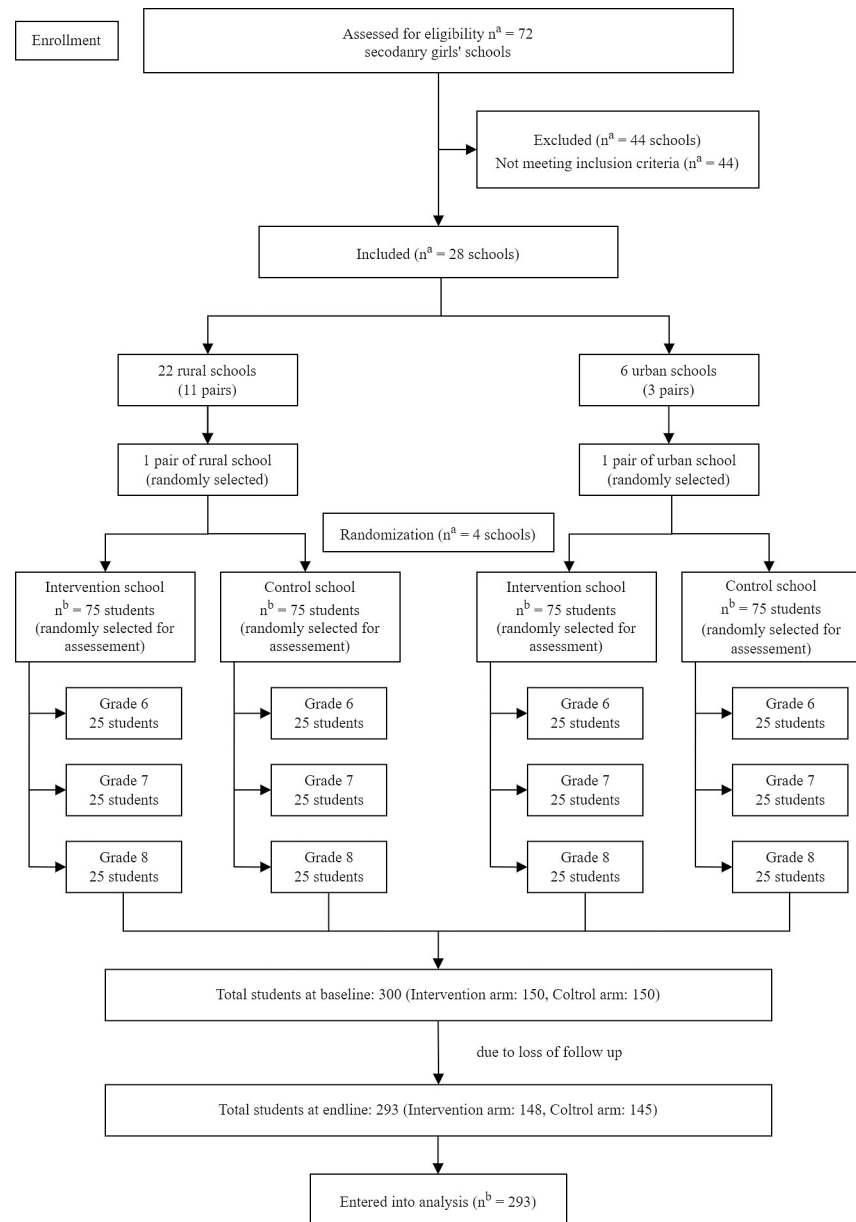 Enrollment
Assessed for eligibility nᵃ = 72
secodanry girls' schools
Excluded (nᵃ = 44 schools)
Not meeting inclusion criteria (nᵃ = 44)
Included (nᵃ = 28 schools)
22 rural schools
(11 pairs)
6 urban schools
(3 pairs)
1 pair of rural school
(randomly selected)
1 pair of urban school
(randomly selected)
Randomization (nᵃ = 4 schools)
Intervention school
nᵇ = 75 students
(randomly selected for
assessement)
Control school
nᵇ = 75 students
(randomly selected for
assessement)
Intervention school
nᵇ = 75 students
(randomly selected for
assessment)
Control school
nᵇ = 75 students
(randomly selected for
assessement)
Grade 6
25 students
Grade 6
25 students
Grade 6
25 students
Grade 6
25 students
Grade 7
25 students
Grade 7
25 students
Grade 7
25 students
Grade 7
25 students
Grade 8
25 students
Grade 8
25 students
Grade 8
25 students
Grade 8
25 students
Total students at baseline: 300 (Intervention arm: 150, Coltrol arm: 150)
due to loss of follow up
Total students at endline: 293 (Intervention arm: 148, Coltrol arm: 145)
Entered into analysis (nᵇ = 293)